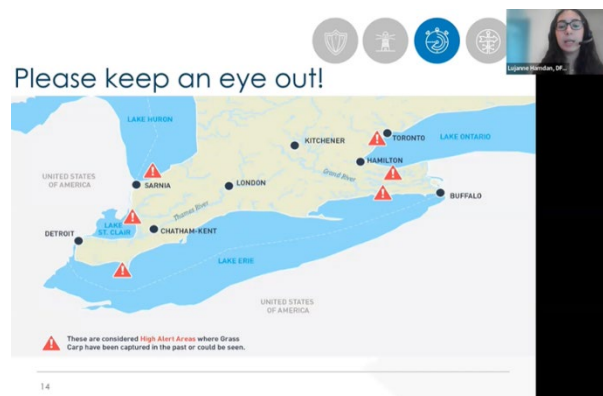 Lujanne Hamdan, DF...
Please keep an eye out!
LAKE HURON
KITCHENER
TORONTO
LAKE ONTARIO
HAMILTON
Grand River
UNITED STATES
OF AMERICA
SARNIA
LONDON
BUFFALO
Thames River
LAKE
ST. CLAIR
CHATHAM-KENT
DETROIT
LAKE ERIE
UNITED STATES
OF AMERICA
These are considered High Alert Areas where Grass
Carp have been captured in the past or could be seen.
14